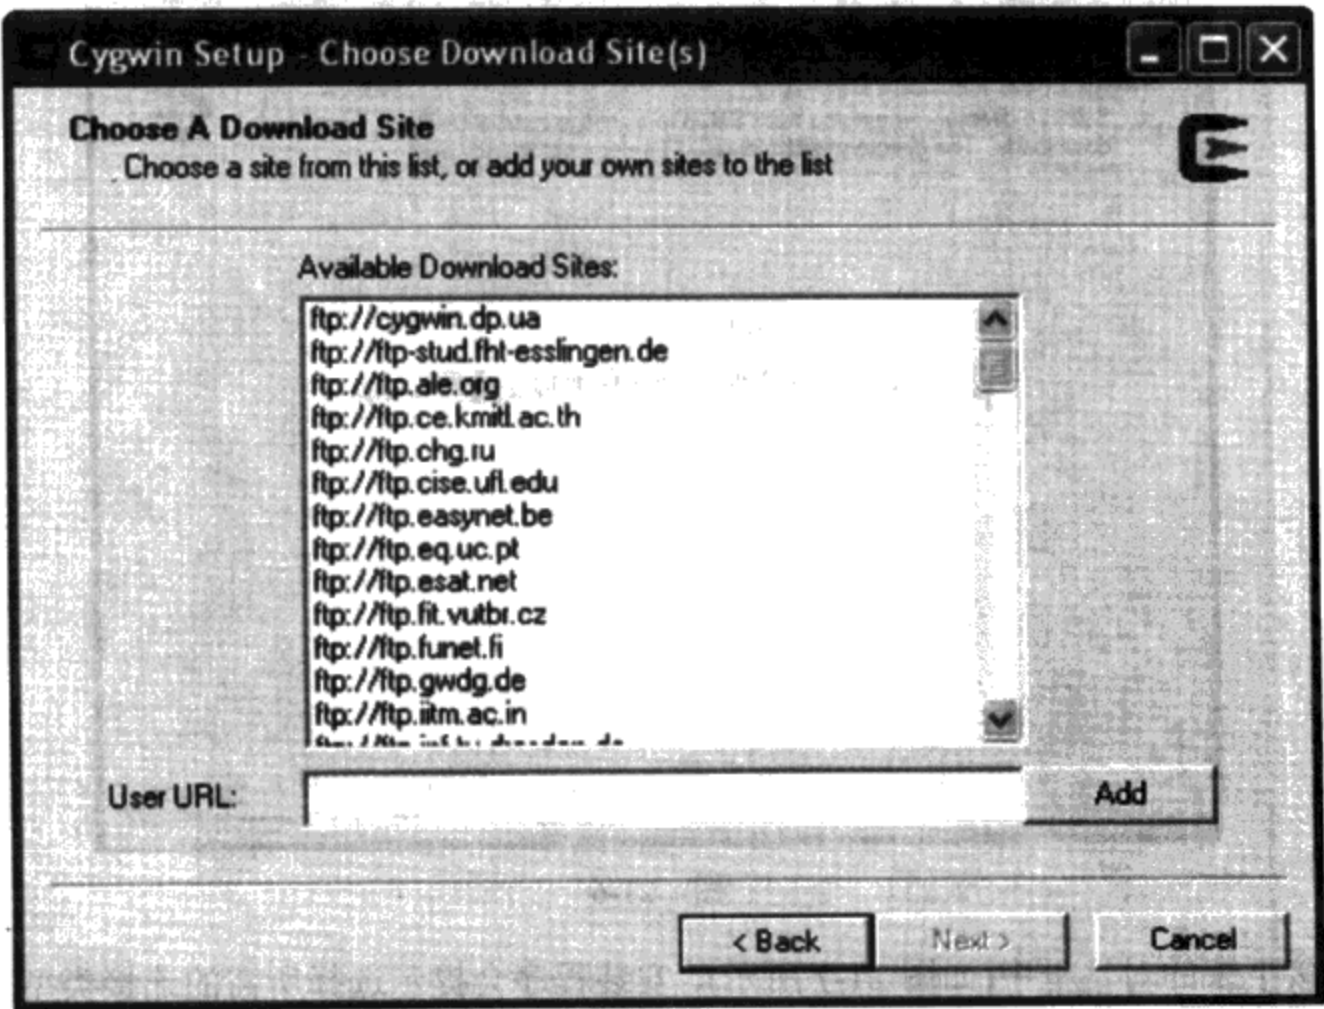 Cygwin Setup - Choose Download Site(s)
Choose A Download Site
Choose a site from this list, or add your own sites to the list
Available Download Sites:
ftp://cygwin.dp.ua
ftp://ftp-stud.fht-esslingen.de
ftp://ftp.ale.org
ftp://ftp.ce.kmitl.ac.th
ftp://ftp.chg.ru
ftp://ftp.cise.ufl.edu
ftp://ftp.easynet.be
ftp://ftp.eq.uc.pt
ftp://ftp.esat.net
ftp://ftp.fit.vutbr.cz
ftp://ftp.funet.fi
ftp://ftp.gwdg.de
ftp://ftp.iitm.ac.in
User URL:
Add
< Back
Next >
Cancel